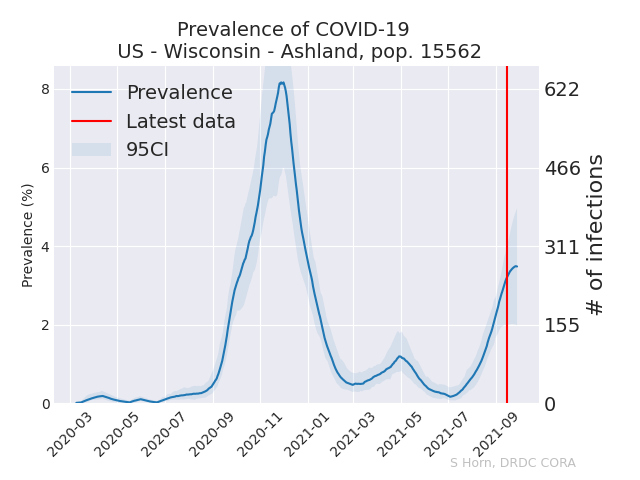 Prevalence of COVID-19
US - Wisconsin - Ashland, pop. 15562
Prevalence
Latest data
95CI
Prevalence (%)
8
6
4
2
0
622
466
311
155
0
# of infections
2020-03
2020-05
2020-07
2020-09
2020-11
2021-01
2021-03
2021-05
2021-07
2021-09
S Horn, DRDC CORA